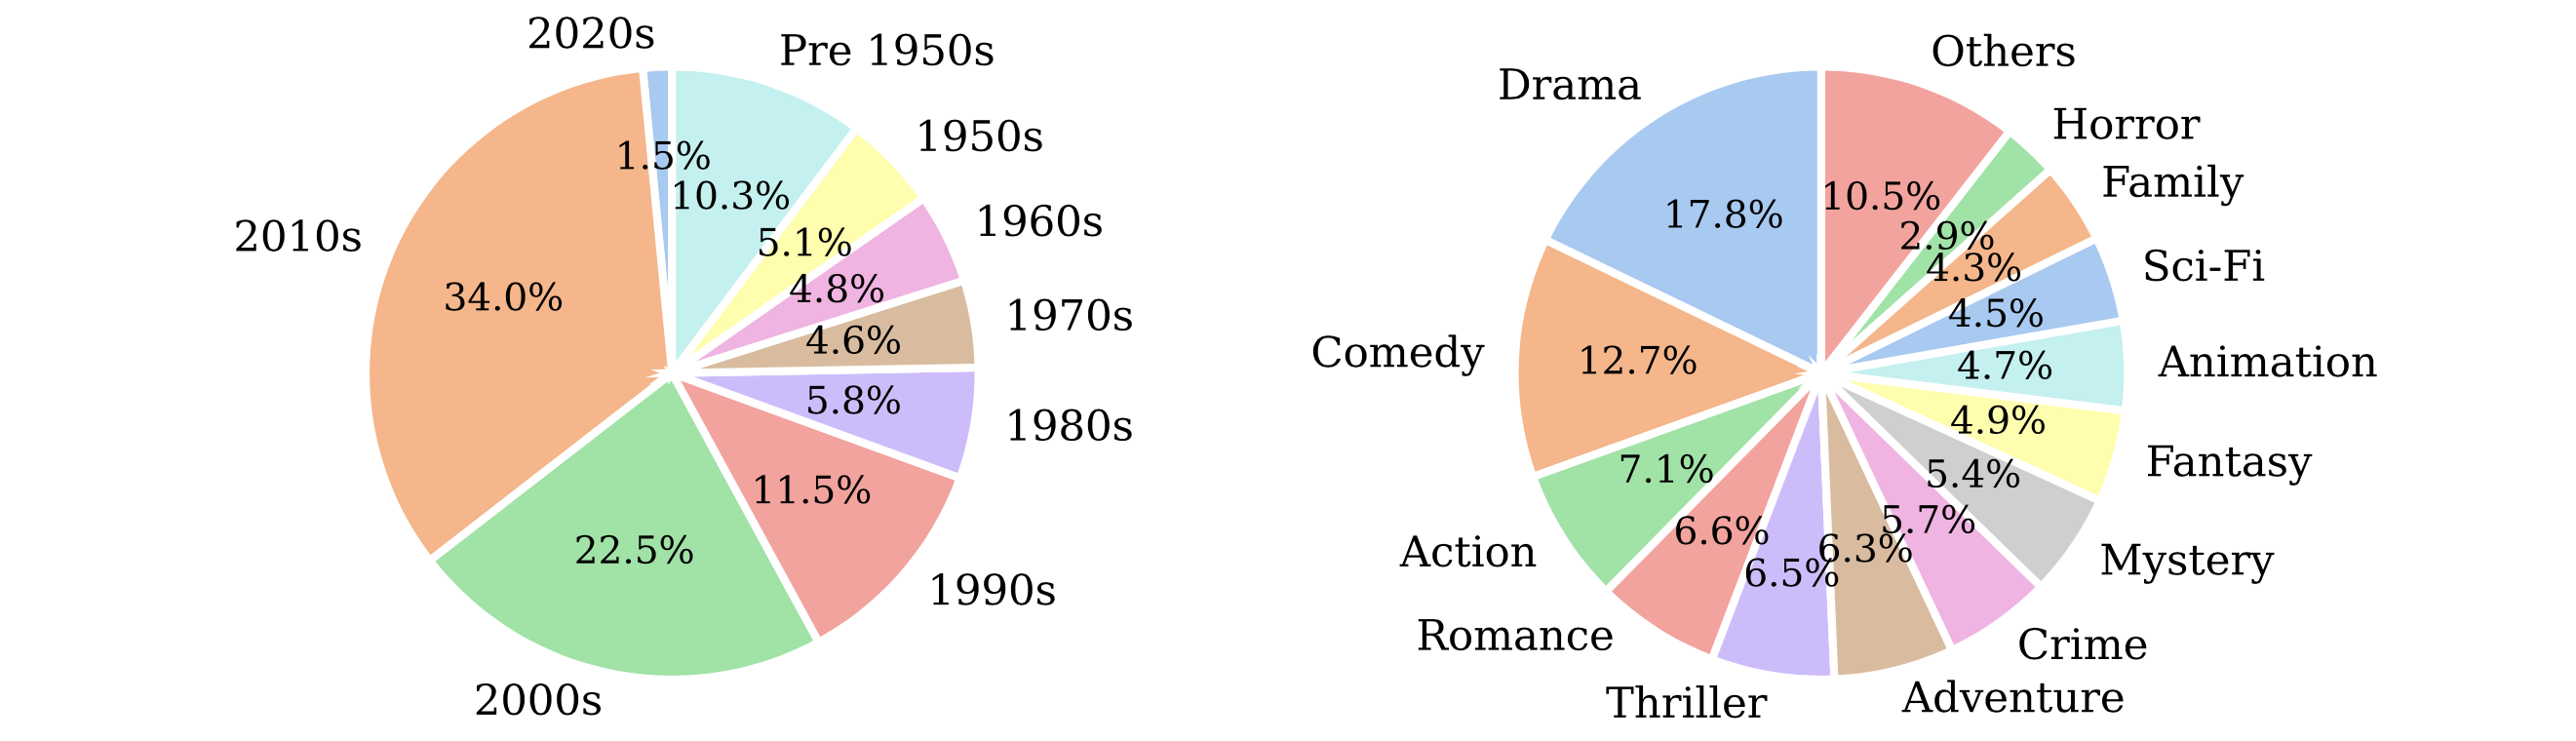 2020s
Pre 1950s
1950s
1960s
1970s
1980s
1990s
2000s
2010s
1.5%
10.3%
5.1%
4.8%
4.6%
5.8%
11.5%
22.5%
34.0%
Others
Horror
Family
Sci-Fi
Animation
Fantasy
Mystery
Crime
Adventure
Thriller
Romance
Action
Comedy
Drama
10.5%
2.9%
4.3%
4.5%
4.7%
4.9%
5.4%
5.7%
6.3%
6.5%
6.6%
7.1%
12.7%
17.8%